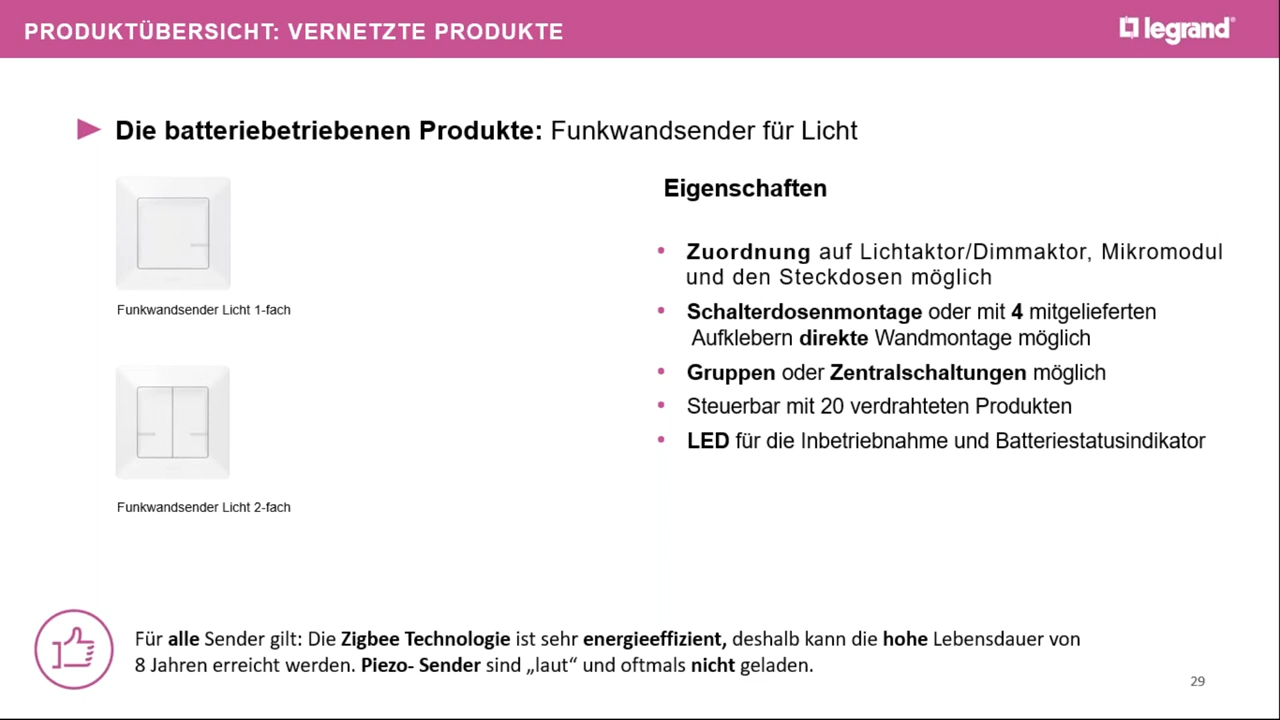 PRODUKTÜBERSICHT: VERNETZTE PRODUKTE
legrand®
Die batteriebetriebenen Produkte: Funkwandsender für Licht
Funkwandsender Licht 1-fach
Funkwandsender Licht 2-fach
Eigenschaften
• Zuordnung auf Lichtaktor/Dimmaktor, Mikromodul
und den Steckdosen möglich
• Schalterdosenmontage oder mit 4 mitgelieferten
Aufklebern direkte Wandmontage möglich
• Gruppen oder Zentralschaltungen möglich
• Steuerbar mit 20 verdrahteten Produkten
• LED für die Inbetriebnahme und Batteriestatusindikator
Für alle Sender gilt: Die Zigbee Technologie ist sehr energieeffizient, deshalb kann die hohe Lebensdauer von
8 Jahren erreicht werden. Piezo- Sender sind „laut“ und oftmals nicht geladen.
29